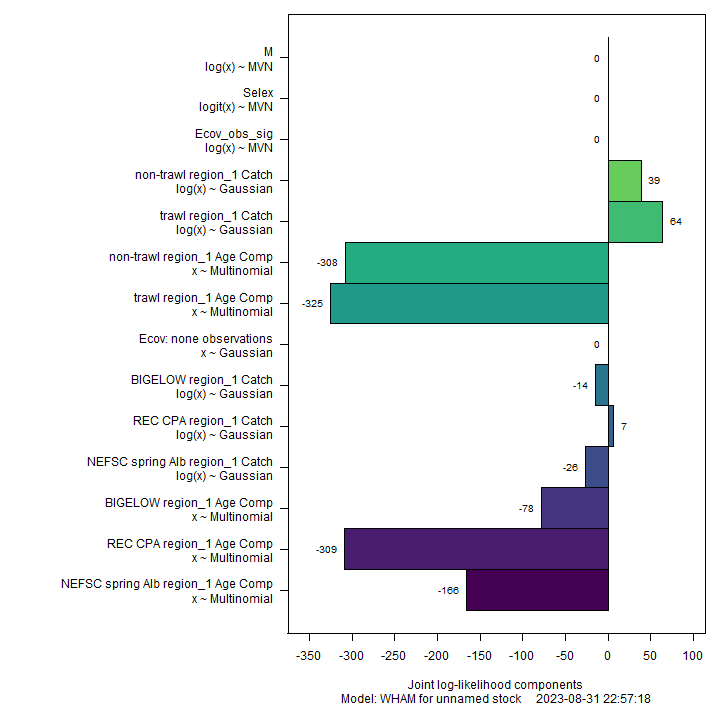 M
log(x) ~ MVN
0
Selex
logit(x) ~ MVN
0
Ecov_obs_sig
log(x) ~ MVN
0
non-trawl region_1 Catch
log(x) ~ Gaussian
39
trawl region_1 Catch
log(x) ~ Gaussian
64
non-trawl region_1 Age Comp
x ~ Multinomial
-308
trawl region_1 Age Comp
x ~ Multinomial
-325
Ecov: none observations
x ~ Gaussian
0
BIGELOW region_1 Catch
log(x) ~ Gaussian
-14
REC CPA region_1 Catch
log(x) ~ Gaussian
7
NEFSC spring Alb region_1 Catch
log(x) ~ Gaussian
-26
BIGELOW region_1 Age Comp
x ~ Multinomial
-78
REC CPA region_1 Age Comp
x ~ Multinomial
-309
NEFSC spring Alb region_1 Age Comp
x ~ Multinomial
-166
-350 -300 -250 -200 -150 -100 -50 0 50 100
Joint log-likelihood components
Model: WHAM for unnamed stock 2023-08-31 22:57:18